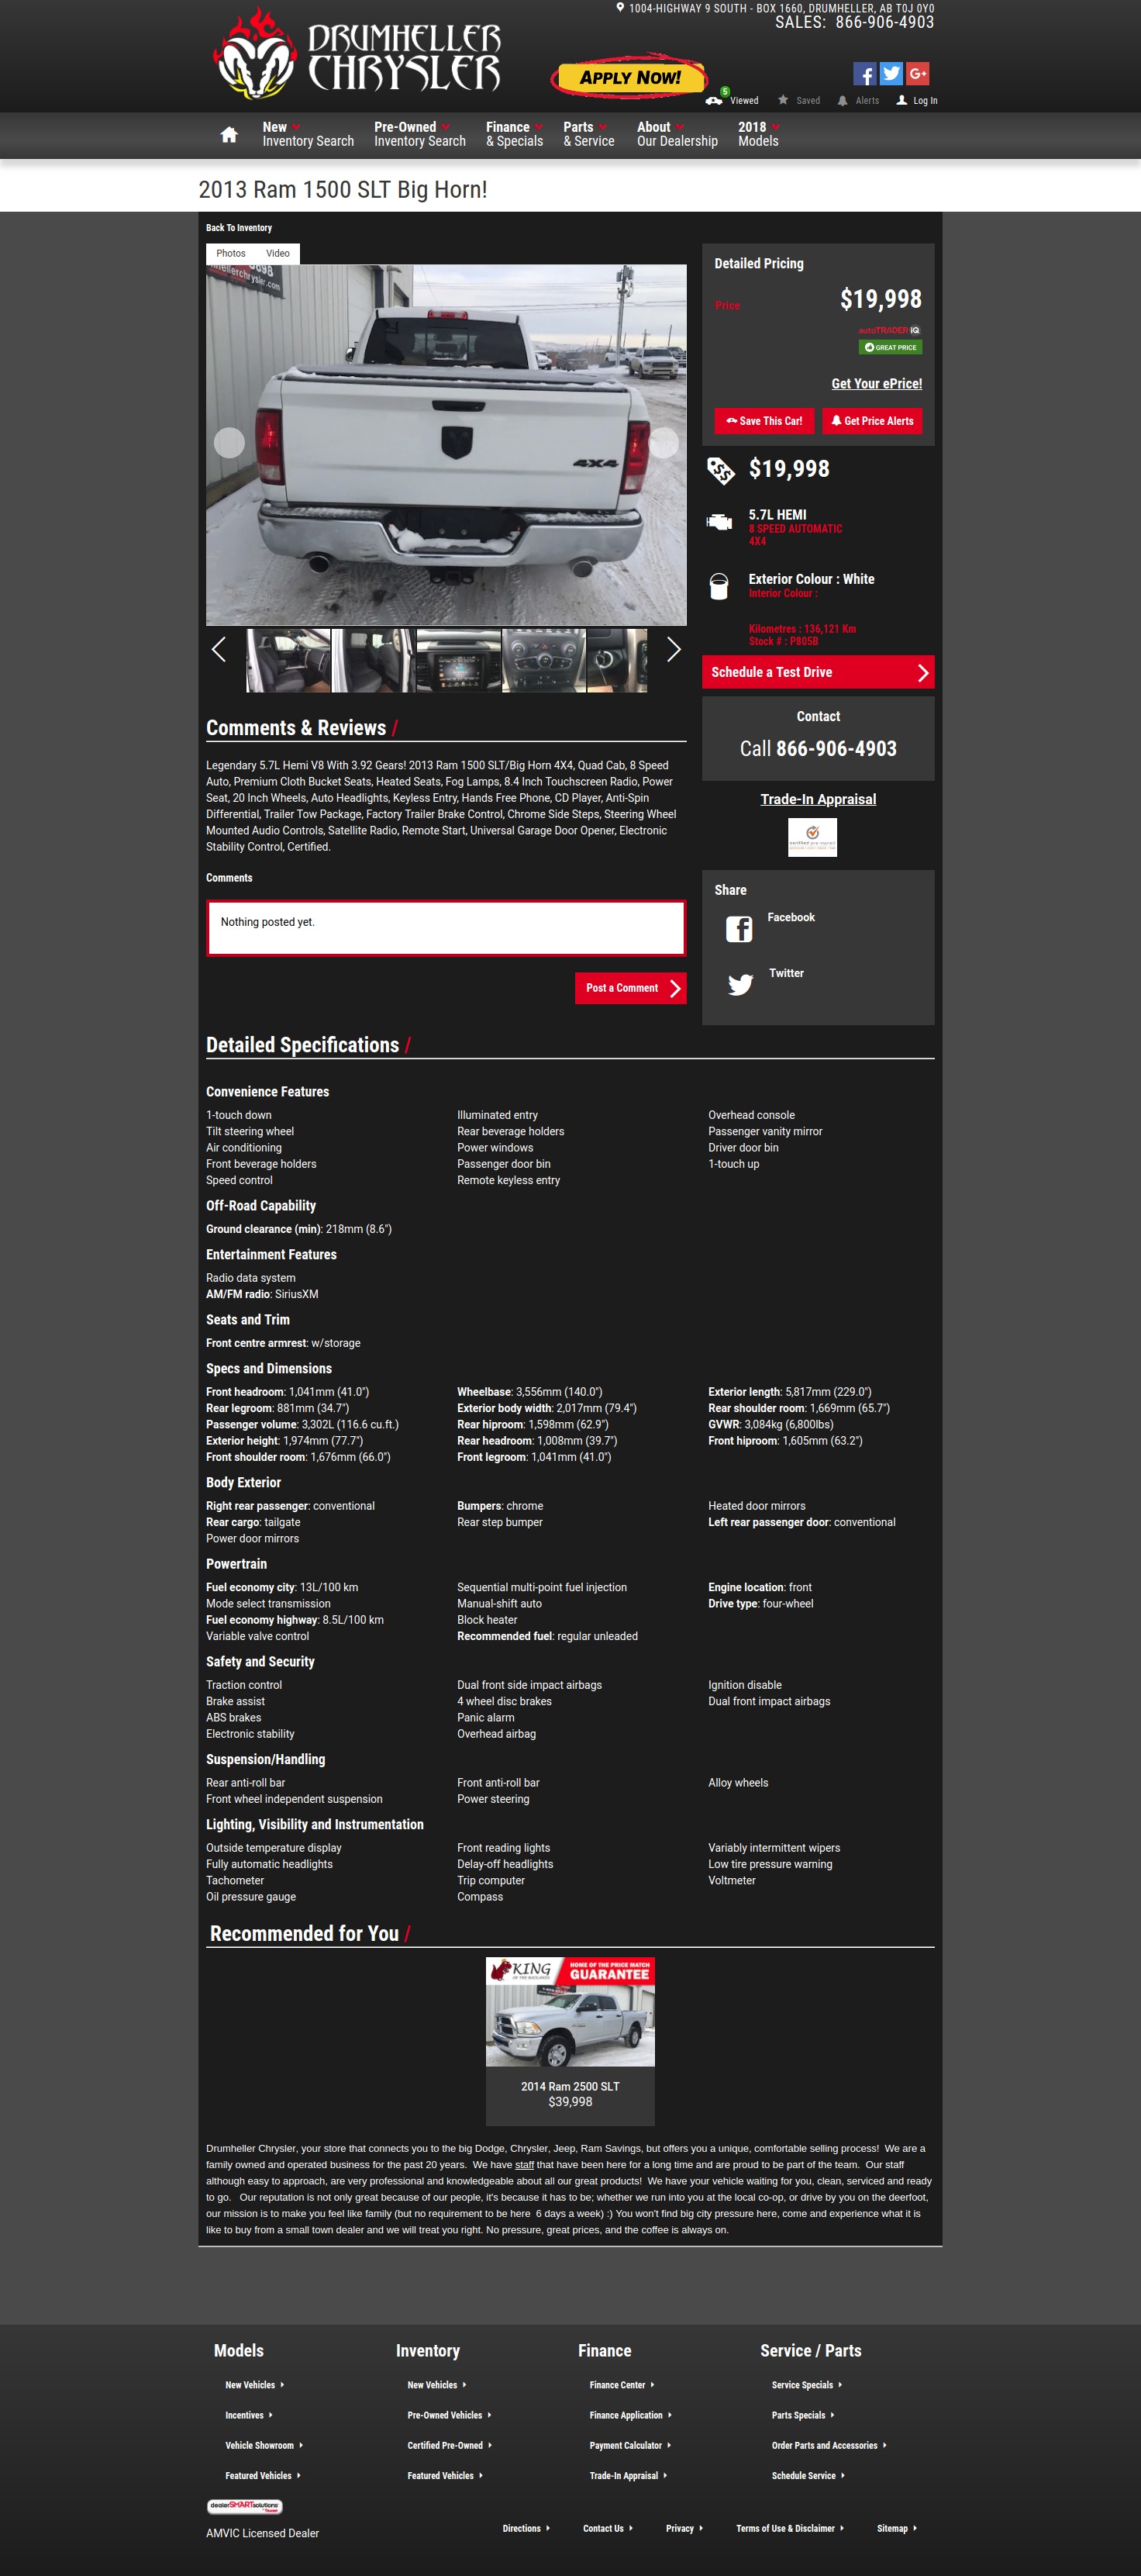 1004-HIGHWAY 9 SOUTH - BOX 1660, DRUMHELLER, AB T0J 0Y0
SALES: 866-906-4903
DRUMHELLER
CHRYSLER
APPLY NOW!
5
Viewed
Saved
Alerts
Log In
New
Inventory Search
Pre-Owned
Inventory Search
Finance
& Specials
Parts
& Service
About
Our Dealership
2018
Models
2013 Ram 1500 SLT Big Horn!
Back To Inventory
Photos Video
4X4
Detailed Pricing
Price $19,998
autoTRADER iQ
GREAT PRICE
Get Your ePrice!
Save This Car!
Get Price Alerts
$19,998
5.7L HEMI
8 SPEED AUTOMATIC
4X4
Exterior Colour : White
Interior Colour :
Kilometres : 136,121 Km
Stock # : P805B
Schedule a Test Drive
Contact
Call 866-906-4903
Trade-In Appraisal
Share
Facebook
Twitter
Comments & Reviews /
Legendary 5.7L Hemi V8 With 3.92 Gears! 2013 Ram 1500 SLT/Big Horn 4X4, Quad Cab, 8 Speed
Auto, Premium Cloth Bucket Seats, Heated Seats, Fog Lamps, 8.4 Inch Touchscreen Radio, Power
Seat, 20 Inch Wheels, Auto Headlights, Keyless Entry, Hands Free Phone, CD Player, Anti-Spin
Differential, Trailer Tow Package, Factory Trailer Brake Control, Chrome Side Steps, Steering Wheel
Mounted Audio Controls, Satellite Radio, Remote Start, Universal Garage Door Opener, Electronic
Stability Control, Certified.
Comments
Nothing posted yet.
Post a Comment
Detailed Specifications /
Convenience Features
1-touch down Illuminated entry Overhead console
Tilt steering wheel Rear beverage holders Passenger vanity mirror
Air conditioning Power windows Driver door bin
Front beverage holders Passenger door bin 1-touch up
Speed control Remote keyless entry
Off-Road Capability
Ground clearance (min): 218mm (8.6")
Entertainment Features
Radio data system
AM/FM radio: SiriusXM
Seats and Trim
Front centre armrest: w/storage
Specs and Dimensions
Front headroom: 1,041mm (41.0") Wheelbase: 3,556mm (140.0") Exterior length: 5,817mm (229.0")
Rear legroom: 881mm (34.7") Exterior body width: 2,017mm (79.4") Rear shoulder room: 1,669mm (65.7")
Passenger volume: 3,302L (116.6 cu.ft.) Rear hiproom: 1,598mm (62.9") GVWR: 3,084kg (6,800lbs)
Exterior height: 1,974mm (77.7") Rear headroom: 1,008mm (39.7") Front hiproom: 1,605mm (63.2")
Front shoulder room: 1,676mm (66.0") Front legroom: 1,041mm (41.0")
Body Exterior
Right rear passenger: conventional Bumpers: chrome Heated door mirrors
Rear cargo: tailgate Rear step bumper Left rear passenger door: conventional
Power door mirrors
Powertrain
Fuel economy city: 13L/100 km Sequential multi-point fuel injection Engine location: front
Mode select transmission Manual-shift auto Drive type: four-wheel
Fuel economy highway: 8.5L/100 km Block heater
Variable valve control Recommended fuel: regular unleaded
Safety and Security
Traction control Dual front side impact airbags Ignition disable
Brake assist 4 wheel disc brakes Dual front impact airbags
ABS brakes Panic alarm
Electronic stability Overhead airbag
Suspension/Handling
Rear anti-roll bar Front anti-roll bar Alloy wheels
Front wheel independent suspension Power steering
Lighting, Visibility and Instrumentation
Outside temperature display Front reading lights Variably intermittent wipers
Fully automatic headlights Delay-off headlights Low tire pressure warning
Tachometer Trip computer Voltmeter
Oil pressure gauge Compass
Recommended for You /
KING
OF THE BADLANDS
HOME OF THE PRICE MATCH
GUARANTEE
2014 Ram 2500 SLT
$39,998
Drumheller Chrysler, your store that connects you to the big Dodge, Chrysler, Jeep, Ram Savings, but offers you a unique, comfortable selling process!  We are a
family owned and operated business for the past 20 years.  We have staff that have been here for a long time and are proud to be part of the team.  Our staff
although easy to approach, are very professional and knowledgeable about all our great products!  We have your vehicle waiting for you, clean, serviced and ready
to go.   Our reputation is not only great because of our people, it's because it has to be; whether we run into you at the local co-op, or drive by you on the deerfoot,
our mission is to make you feel like family (but no requirement to be here  6 days a week) :) You won't find big city pressure here, come and experience what it is
like to buy from a small town dealer and we will treat you right. No pressure, great prices, and the coffee is always on.
Models Inventory Finance Service / Parts
New Vehicles New Vehicles Finance Center Service Specials
Incentives Pre-Owned Vehicles Finance Application Parts Specials
Vehicle Showroom Certified Pre-Owned Payment Calculator Order Parts and Accessories
Featured Vehicles Featured Vehicles Trade-In Appraisal Schedule Service
dealerSMARTsolutions
AMVIC Licensed Dealer
Directions Contact Us Privacy Terms of Use & Disclaimer Sitemap